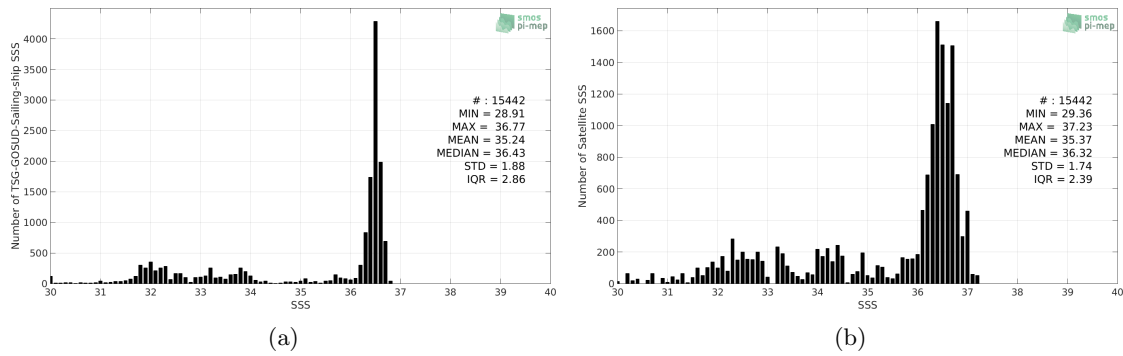 smos
pi-mep
Number of TSG-GOSUD-Sailing-ship SSS
4000
3500
3000
2500
2000
1500
1000
500
0
# : 15442
MIN = 28.91
MAX = 36.77
MEAN = 35.24
MEDIAN = 36.43
STD = 1.88
IQR = 2.86
30 31 32 33 34 35 36 37 38 39 40
SSS
(a)
smos
pi-mep
Number of Satellite SSS
1600
1400
1200
1000
800
600
400
200
0
# : 15442
MIN = 29.36
MAX = 37.23
MEAN = 35.37
MEDIAN = 36.32
STD = 1.74
IQR = 2.39
30 31 32 33 34 35 36 37 38 39 40
SSS
(b)